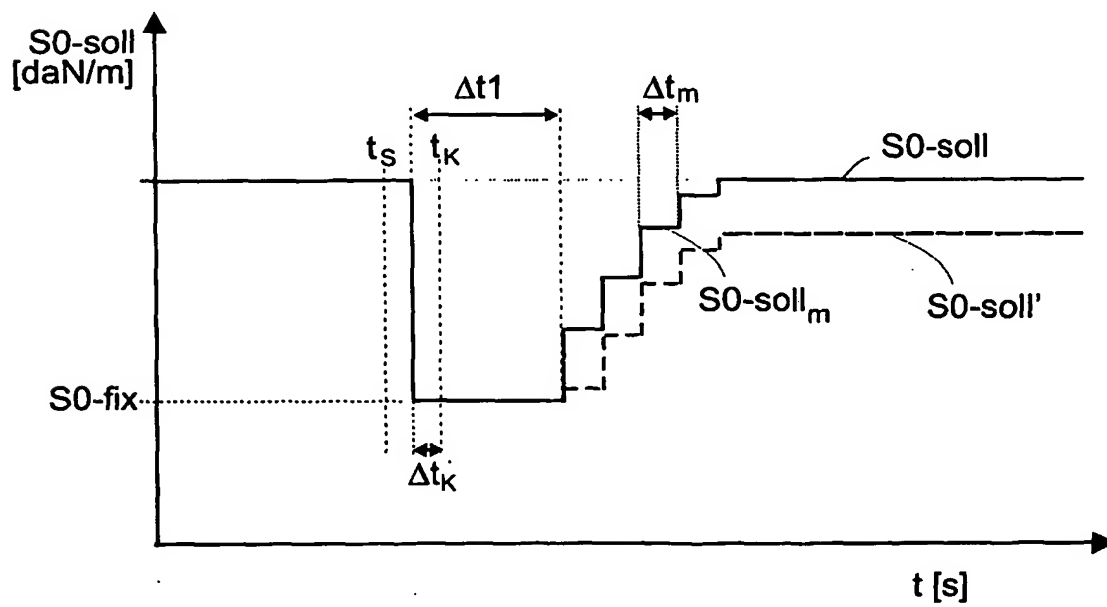 S0-soll
[daN/m]
Δt1
Δtm
tS
tK
S0-soll
S0-sollm
S0-soll'
S0-fix
ΔtK
t [s]